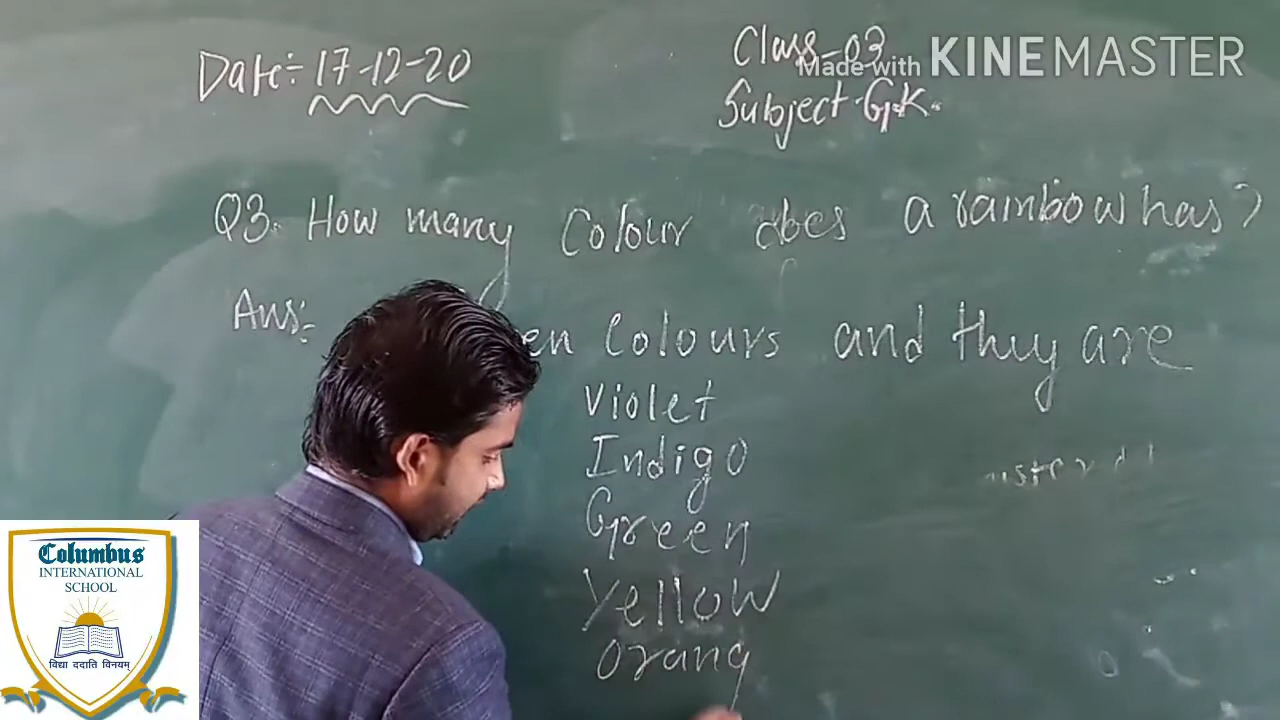 Date:- 17-12-20
Class-03
Made with KINEMASTER
Subject-G.K.
Q3. How many Colour does a rainbow has?
Ans:-
en Colours and they are
Violet
Indigo
Green
Yellow
Orang
Columbus
INTERNATIONAL
SCHOOL
विद्या ददाति विनयम्